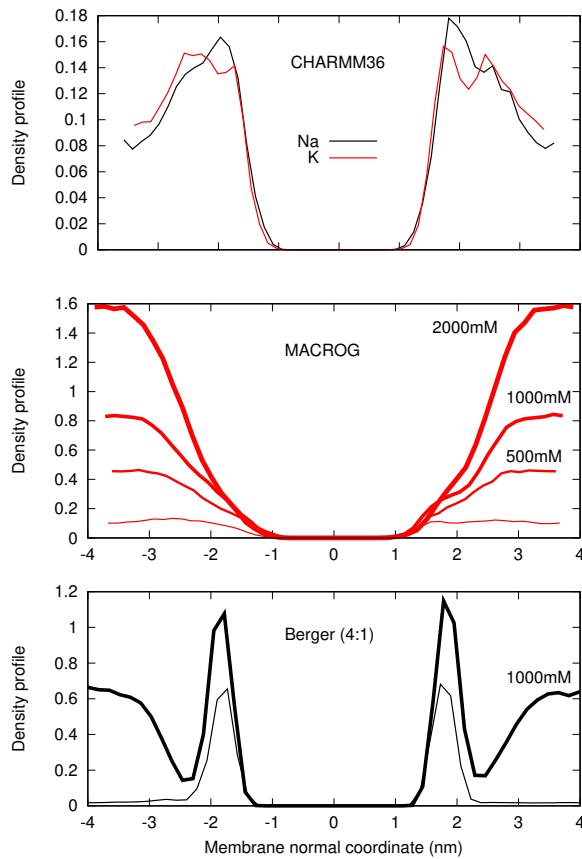 0.18
0.16
0.14
0.12
0.1
0.08
0.06
0.04
0.02
0
Density profile
CHARMM36
Na
K
1.6
1.4
1.2
1
0.8
0.6
0.4
0.2
0
Density profile
MACROG
2000mM
1000mM
500mM
-4 -3 -2 -1 0 1 2 3 4
1.2
1
0.8
0.6
0.4
0.2
0
Density profile
Berger (4:1)
1000mM
-4 -3 -2 -1 0 1 2 3 4
Membrane normal coordinate (nm)